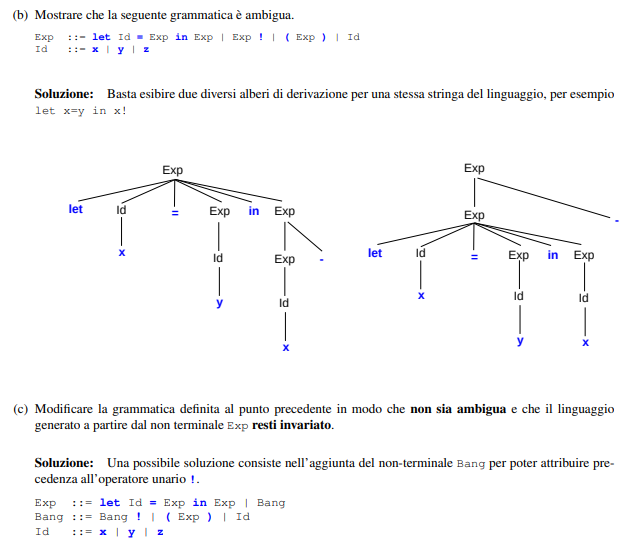 (b) Mostrare che la seguente grammatica è ambigua.
Exp ::= let Id = Exp in Exp | Exp ! | ( Exp ) | Id
Id ::= x | y | z
Soluzione: Basta esibire due diversi alberi di derivazione per una stessa stringa del linguaggio, per esempio
let x=y in x!
Exp
let Id = Exp in Exp
x Id Exp -
y Id
x
Exp
Exp -
let Id = Exp in Exp
x Id Id
y x
(c) Modificare la grammatica definita al punto precedente in modo che non sia ambigua e che il linguaggio
generato a partire dal non terminale Exp resti invariato.
Soluzione: Una possibile soluzione consiste nell'aggiunta del non-terminale Bang per poter attribuire pre-
cedenza all'operatore unario !.
Exp ::= let Id = Exp in Exp | Bang
Bang ::= Bang ! | ( Exp ) | Id
Id ::= x | y | z